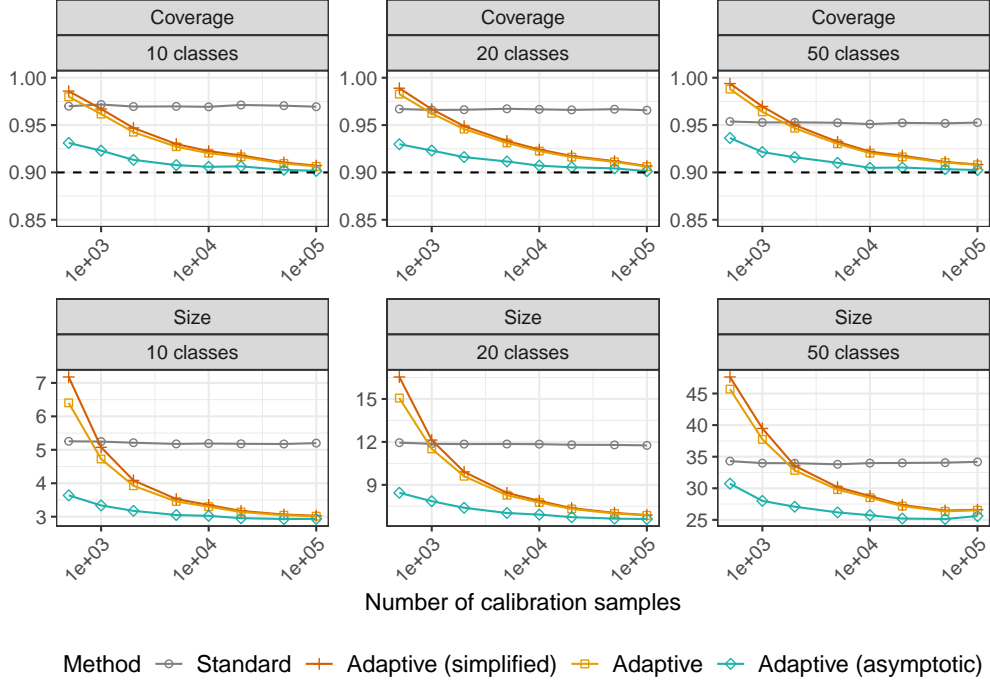 Coverage Coverage Coverage
10 classes 20 classes 50 classes
1.00 1.00 1.00
0.95 0.95 0.95
0.90 0.90 0.90
0.85 0.85 0.85
1e+03 1e+04 1e+05 1e+03 1e+04 1e+05 1e+03 1e+04 1e+05
Size Size Size
10 classes 20 classes 50 classes
7 15 45
6 12 40
5 9 35
4 30
3 25
1e+03 1e+04 1e+05 1e+03 1e+04 1e+05 1e+03 1e+04 1e+05
Number of calibration samples
Method Standard Adaptive (simplified) Adaptive Adaptive (asymptotic)